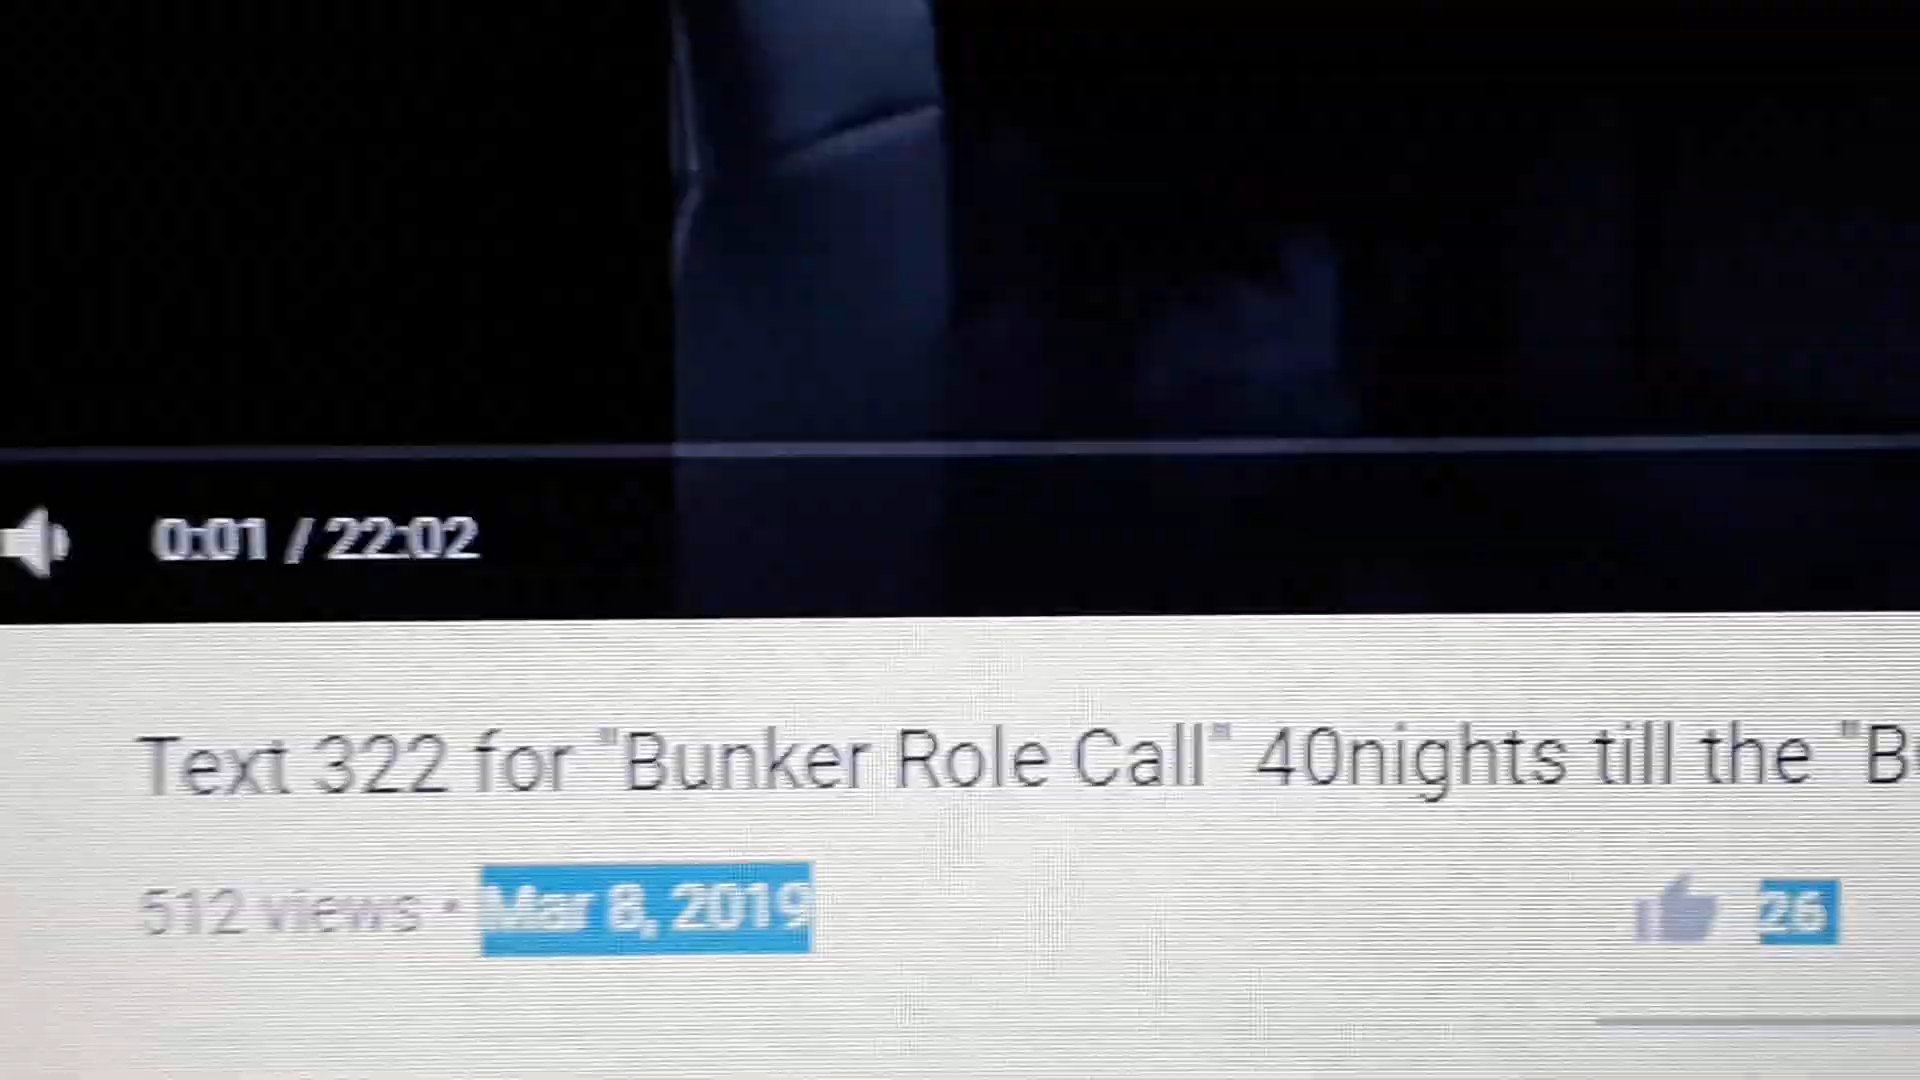 0:01 / 22:02
Text 322 for "Bunker Role Call" 40nights till the "B
512 views · Mar 8, 2019 26